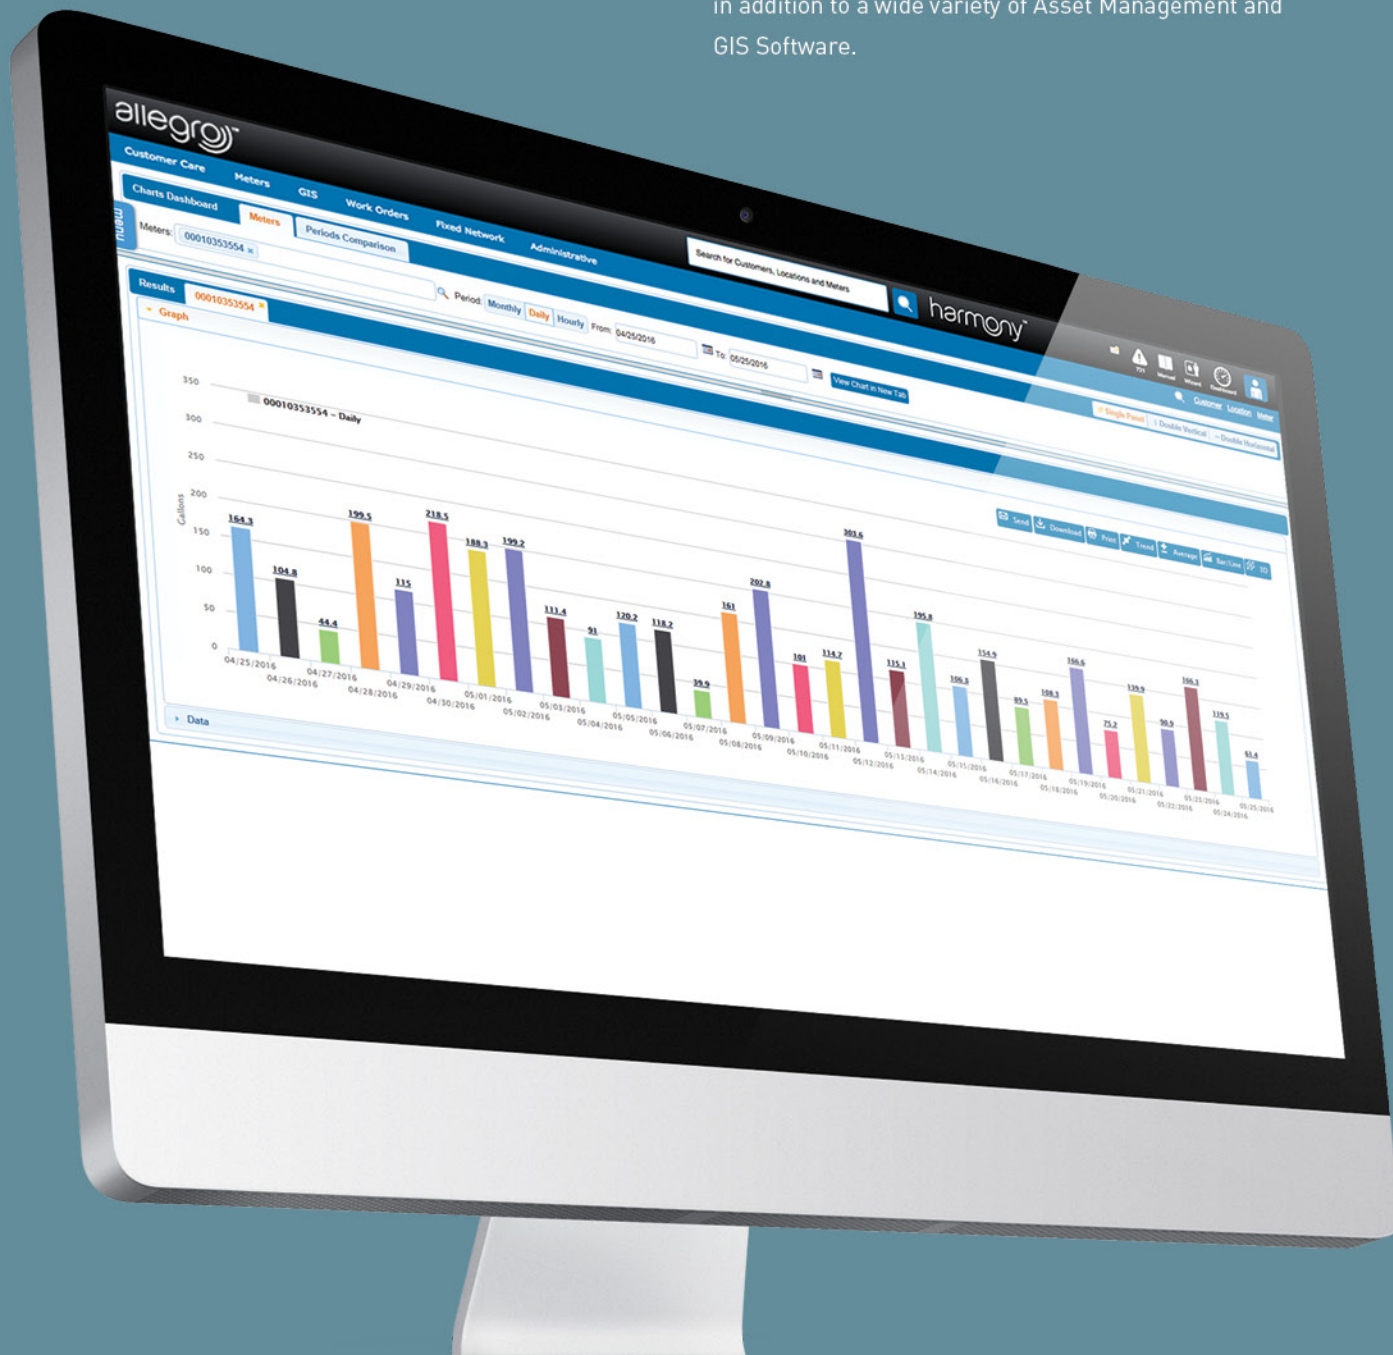 in addition to a wide variety of Asset Management and
GIS Software.
allegro™
Customer Care Meters GIS Work Orders Fixed Network Administrative
Search for Customers, Locations and Meters
harmony™
Manual Wizard Dashboard
Charts Dashboard Meters Periods Comparison
Customer Location Meter
menu
Meters: 00010353554 × Period: Monthly Daily Hourly From: 04/25/2016 To: 05/25/2016 View Chart in New Tab
Single Panel Double Vertical Double Horizontal
Results 00010353554 ×
Graph
Send Download Print Trend Average Bar/Line 3D
00010353554 – Daily
Gallons
350
300
250
200
150
100
50
0
164.3 104.8 44.4 199.5 115 218.5 188.3 199.2 111.4 91 120.2 118.2 39.9 161 202.8 101 114.7 303.6 115.1 195.8 106.3 154.9 89.5 108.3 166.6 75.2 139.9 90.9 166.3 119.5 61.4
04/25/2016 04/27/2016 04/29/2016 05/01/2016 05/03/2016 05/05/2016 05/07/2016 05/09/2016 05/11/2016 05/13/2016 05/15/2016 05/17/2016 05/19/2016 05/21/2016 05/23/2016 05/25/2016
04/26/2016 04/28/2016 04/30/2016 05/02/2016 05/04/2016 05/06/2016 05/08/2016 05/10/2016 05/12/2016 05/14/2016 05/16/2016 05/18/2016 05/20/2016 05/22/2016 05/24/2016
Data